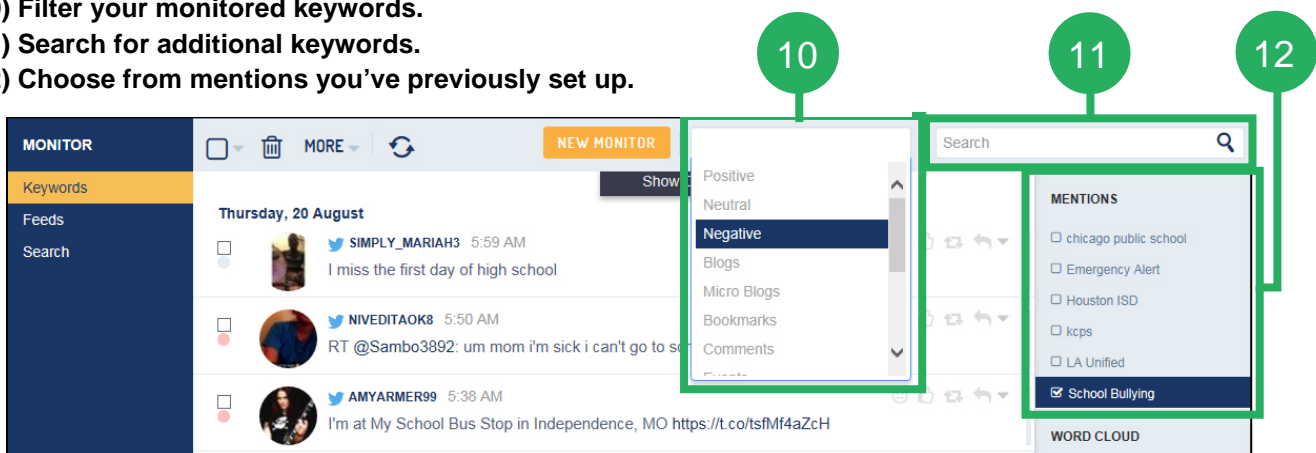 ) Filter your monitored keywords.
) Search for additional keywords.
) Choose from mentions you've previously set up.
10
11
12
MONITOR
MORE
NEW MONITOR
Search
Keywords
Feeds
Search
Show
Positive
Neutral
Negative
Blogs
Micro Blogs
Bookmarks
Comments
Events
Thursday, 20 August
SIMPLY_MARIAH3 5:59 AM
I miss the first day of high school
NIVEDITAOK8 5:50 AM
RT @Sambo3892: um mom i'm sick i can't go to
AMYARMER99 5:38 AM
I'm at My School Bus Stop in Independence, MO https://t.co/tsfMf4aZcH
MENTIONS
chicago public school
Emergency Alert
Houston ISD
kcps
LA Unified
School Bullying
WORD CLOUD